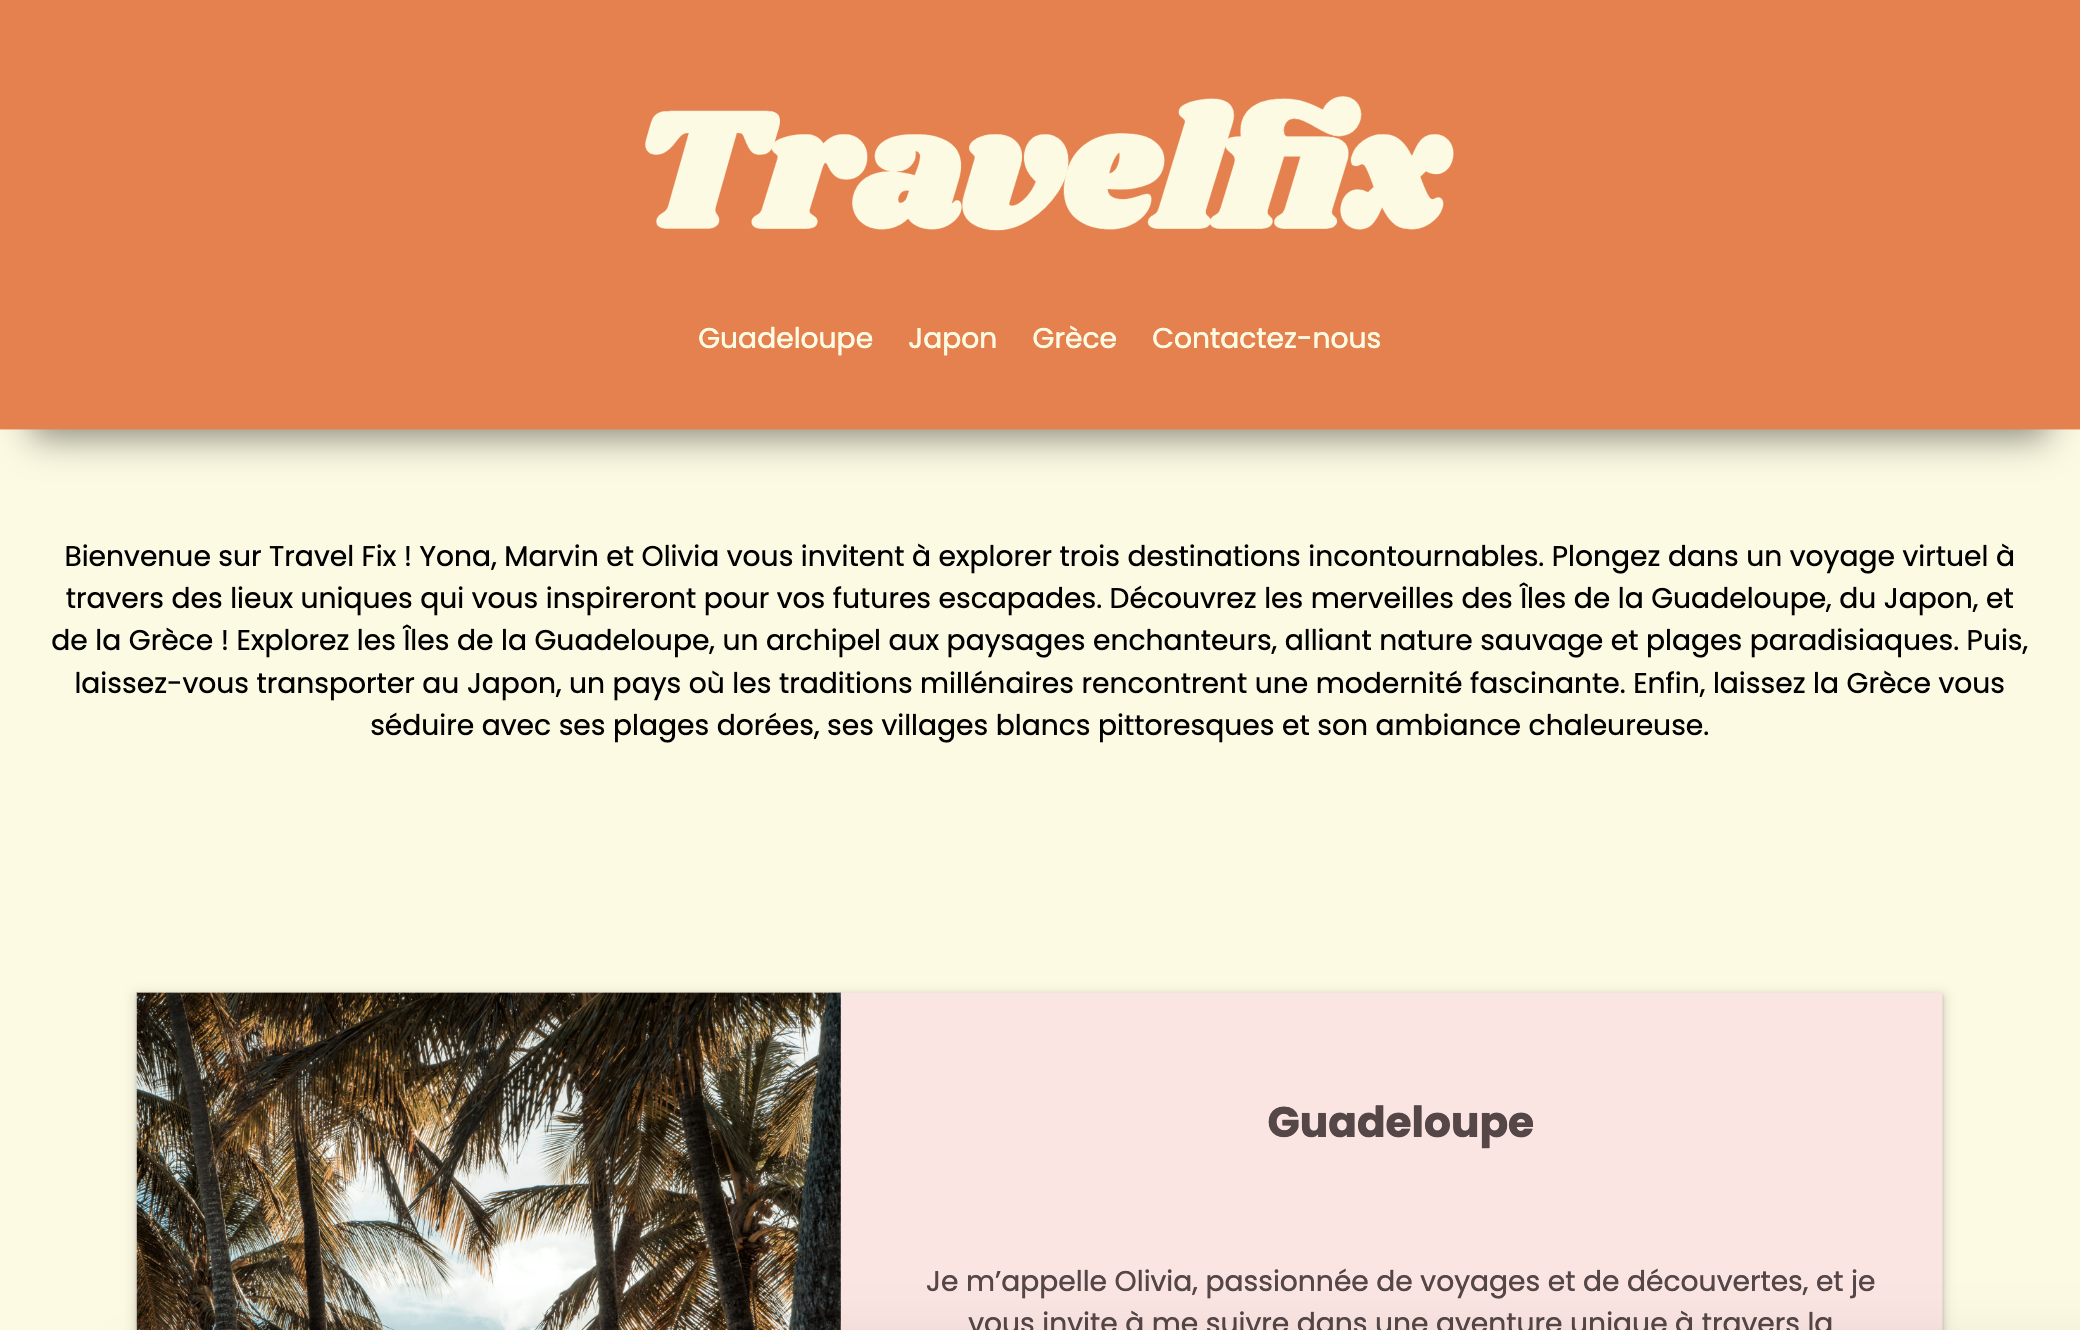 Travelfix
Guadeloupe Japon Grèce Contactez-nous
Bienvenue sur Travel Fix ! Yona, Marvin et Olivia vous invitent à explorer trois destinations incontournables. Plongez dans un voyage virtuel à
travers des lieux uniques qui vous inspireront pour vos futures escapades. Découvrez les merveilles des Îles de la Guadeloupe, du Japon, et
de la Grèce ! Explorez les Îles de la Guadeloupe, un archipel aux paysages enchanteurs, alliant nature sauvage et plages paradisiaques. Puis,
laissez-vous transporter au Japon, un pays où les traditions millénaires rencontrent une modernité fascinante. Enfin, laissez la Grèce vous
séduire avec ses plages dorées, ses villages blancs pittoresques et son ambiance chaleureuse.
Guadeloupe
Je m’appelle Olivia, passionnée de voyages et de découvertes, et je
vous invite à me suivre dans une aventure unique à travers la